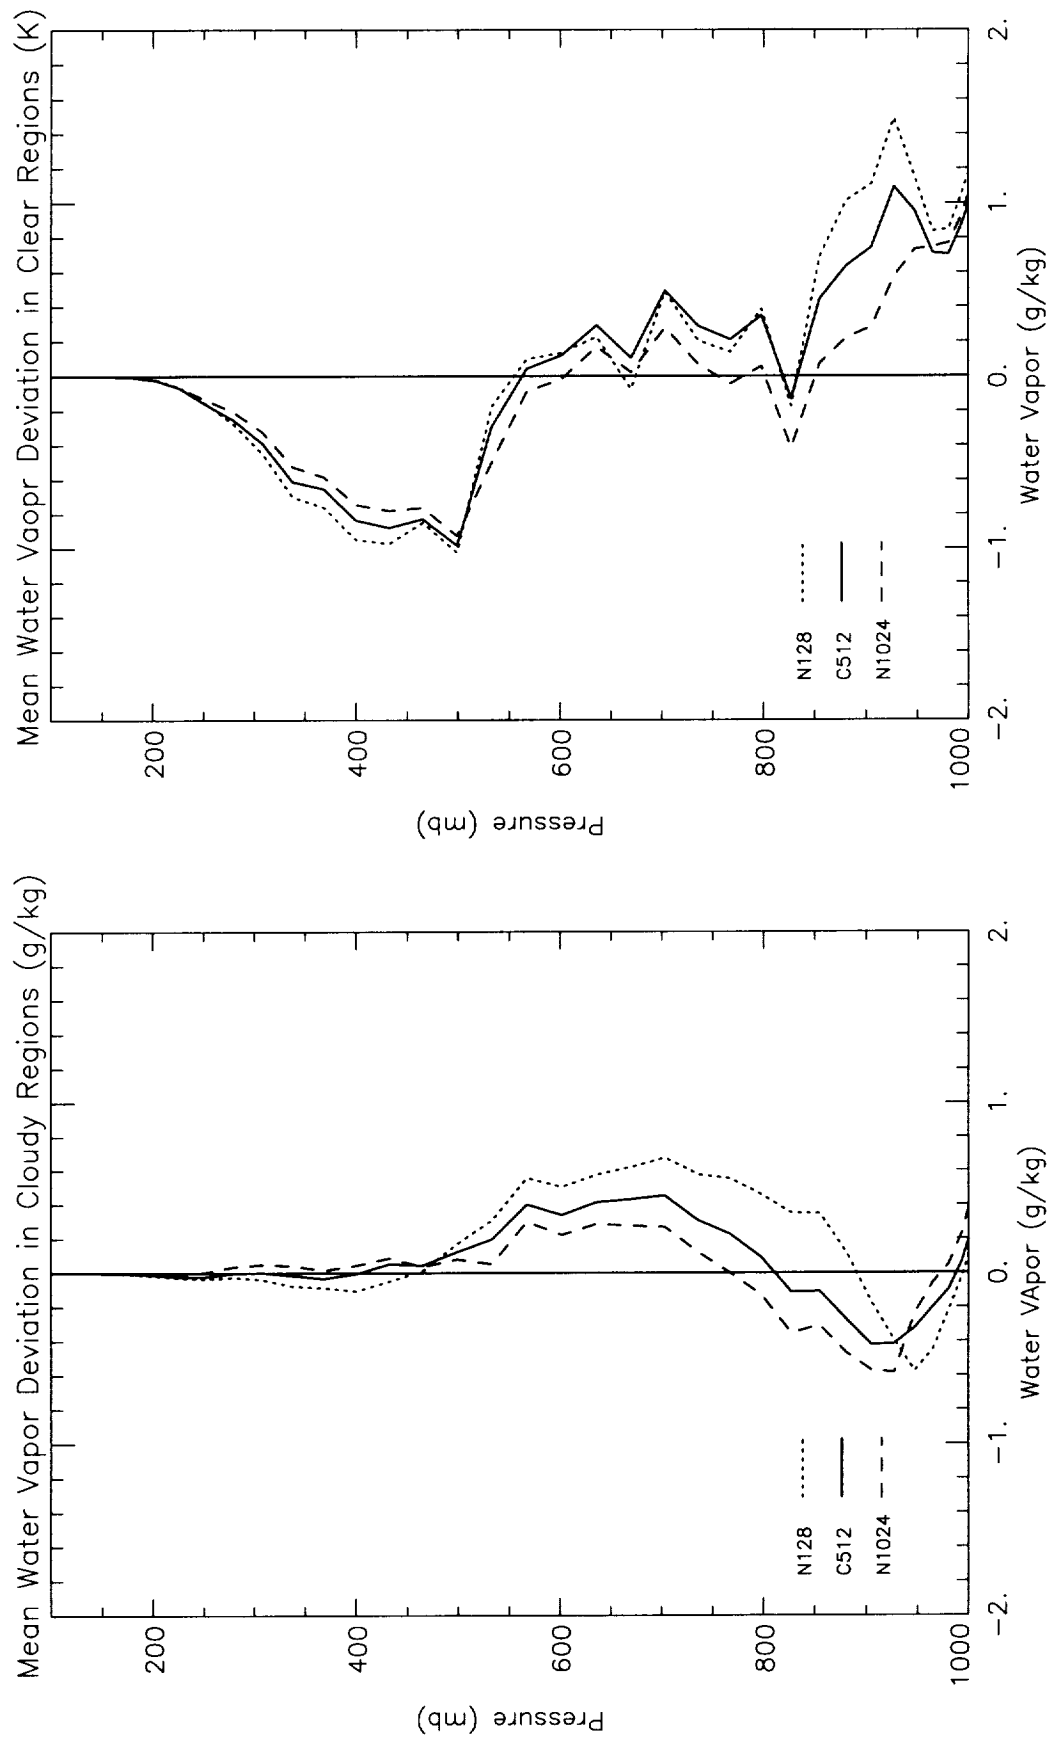 Mean Water Vapor Deviation in Cloudy Regions (g/kg)
Pressure (mb)
200
400
600
800
1000
N128
C512
N1024
-2.
-1.
0.
1.
2.
Water VApor (g/kg)
Mean Water Vaopr Deviation in Clear Regions (K)
Pressure (mb)
200
400
600
800
1000
N128
C512
N1024
-2.
-1.
0.
1.
2.
Water Vapor (g/kg)